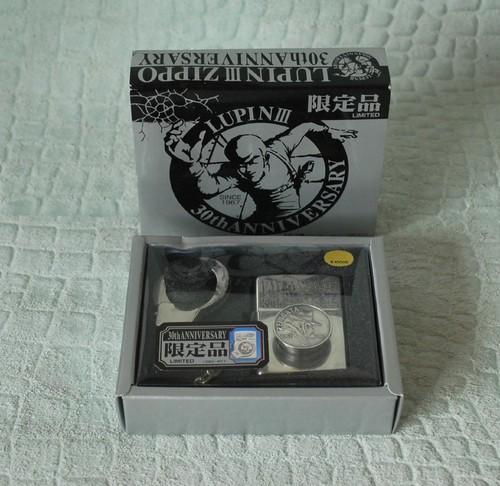 LUPIN III ZIPPO
30th ANNIVERSARY
限定品
LIMITED
LUPIN III
SINCE
1967
30th ANNIVERSARY
30th ANNIVERSARY
限定品
LIMITED